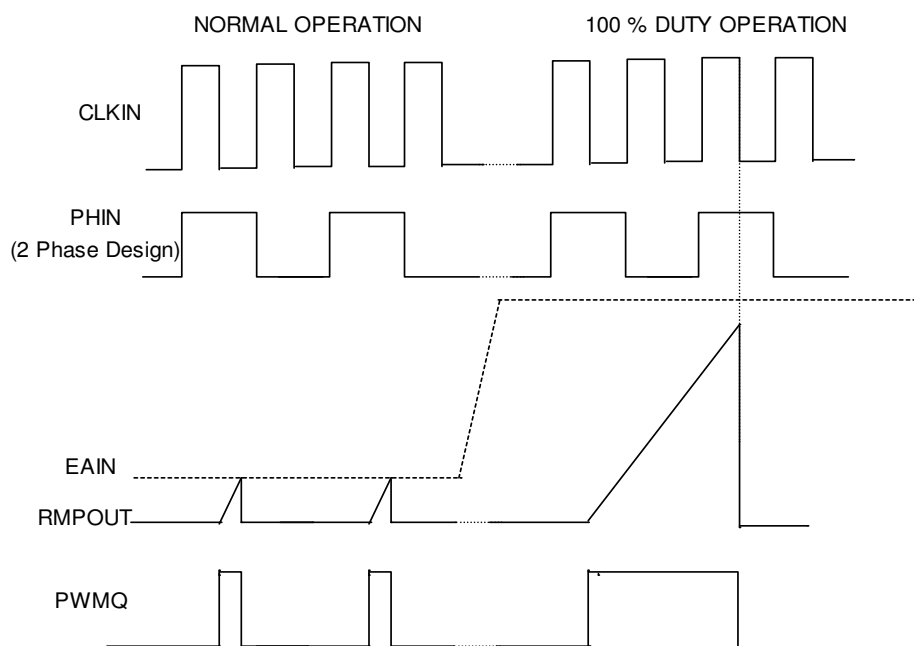 NORMAL OPERATION
100 % DUTY OPERATION
CLKIN
PHIN
(2 Phase Design)
EAIN
RMPOUT
PWMQ